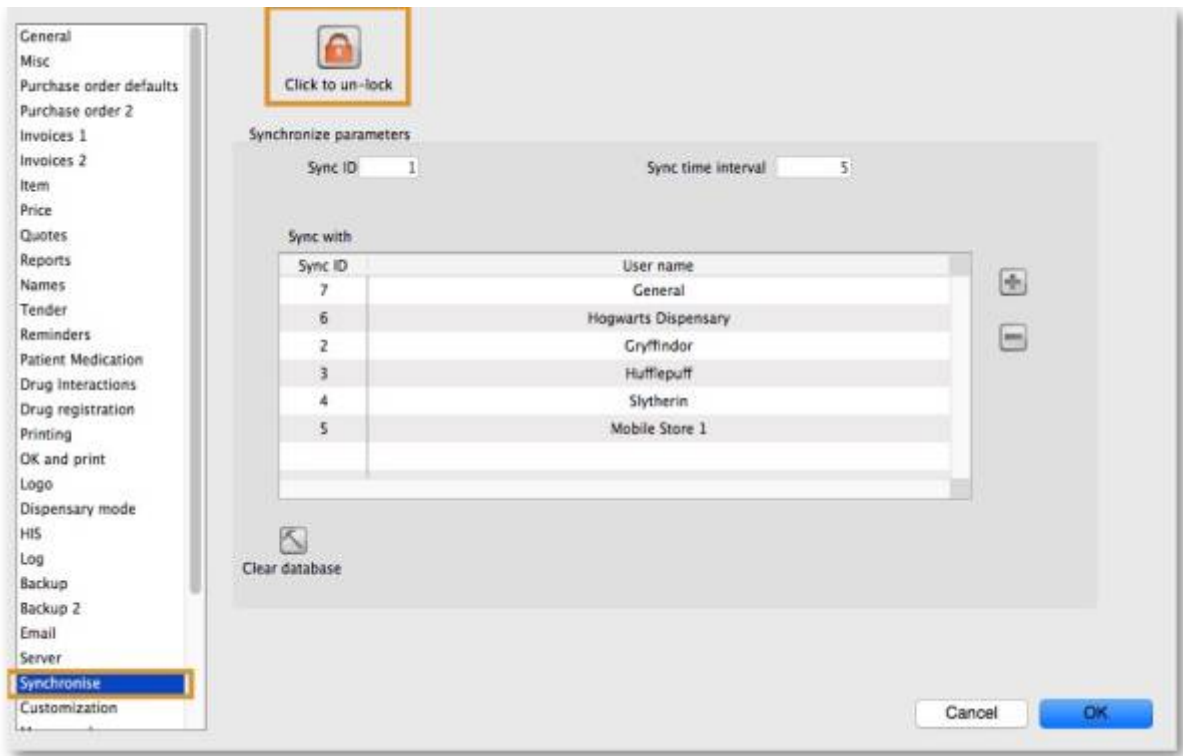 General
Misc
Purchase order defaults
Purchase order 2
Invoices 1
Invoices 2
Item
Price
Quotes
Reports
Names
Tender
Reminders
Patient Medication
Drug Interactions
Drug registration
Printing
OK and print
Logo
Dispensary mode
HIS
Log
Backup
Backup 2
Email
Server
Synchronise
Customization
Click to un-lock
Synchronize parameters
Sync ID 1 Sync time interval 5
Sync with
Sync ID User name
7 General
6 Hogwarts Dispensary
2 Gryffindor
3 Hufflepuff
4 Slytherin
5 Mobile Store 1
Clear database
Cancel OK